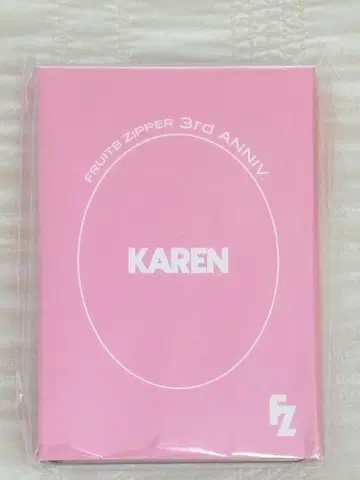 FRUITS ZIPPER 3rd ANNIV.
KAREN
FZ